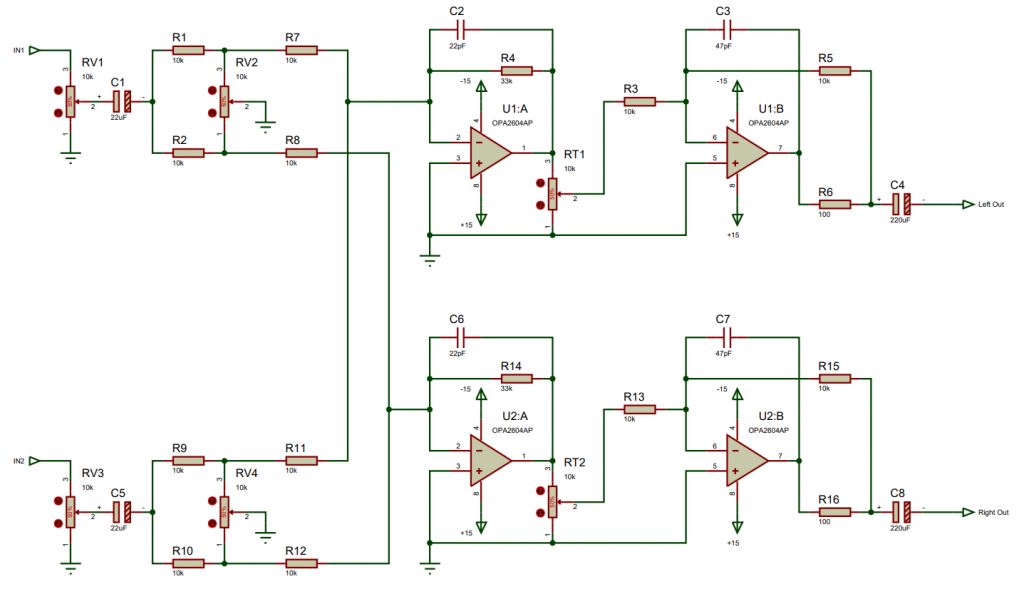 C2
22pF
C3
47pF
IN1
R1
10k
R7
10k
RV1
10k
3
50%
2
1
C1
+
-
22uF
RV2
10k
3
50%
2
1
R2
10k
R8
10k
R4
33k
-15
4
U1:A
OPA2604AP
2
3
1
8
+15
RT1
10k
3
50%
2
1
R3
10k
R5
10k
-15
4
U1:B
OPA2604AP
6
5
7
8
+15
R6
100
C4
+
-
220uF
Left Out
C6
22pF
C7
47pF
R14
33k
-15
4
U2:A
OPA2604AP
2
3
1
8
+15
RT2
10k
3
50%
2
1
R13
10k
R15
10k
-15
4
U2:B
OPA2604AP
6
5
7
8
+15
R16
100
C8
+
-
220uF
Right Out
IN2
R9
10k
R11
10k
RV3
10k
3
50%
2
1
C5
+
-
22uF
RV4
10k
3
50%
2
1
R10
10k
R12
10k